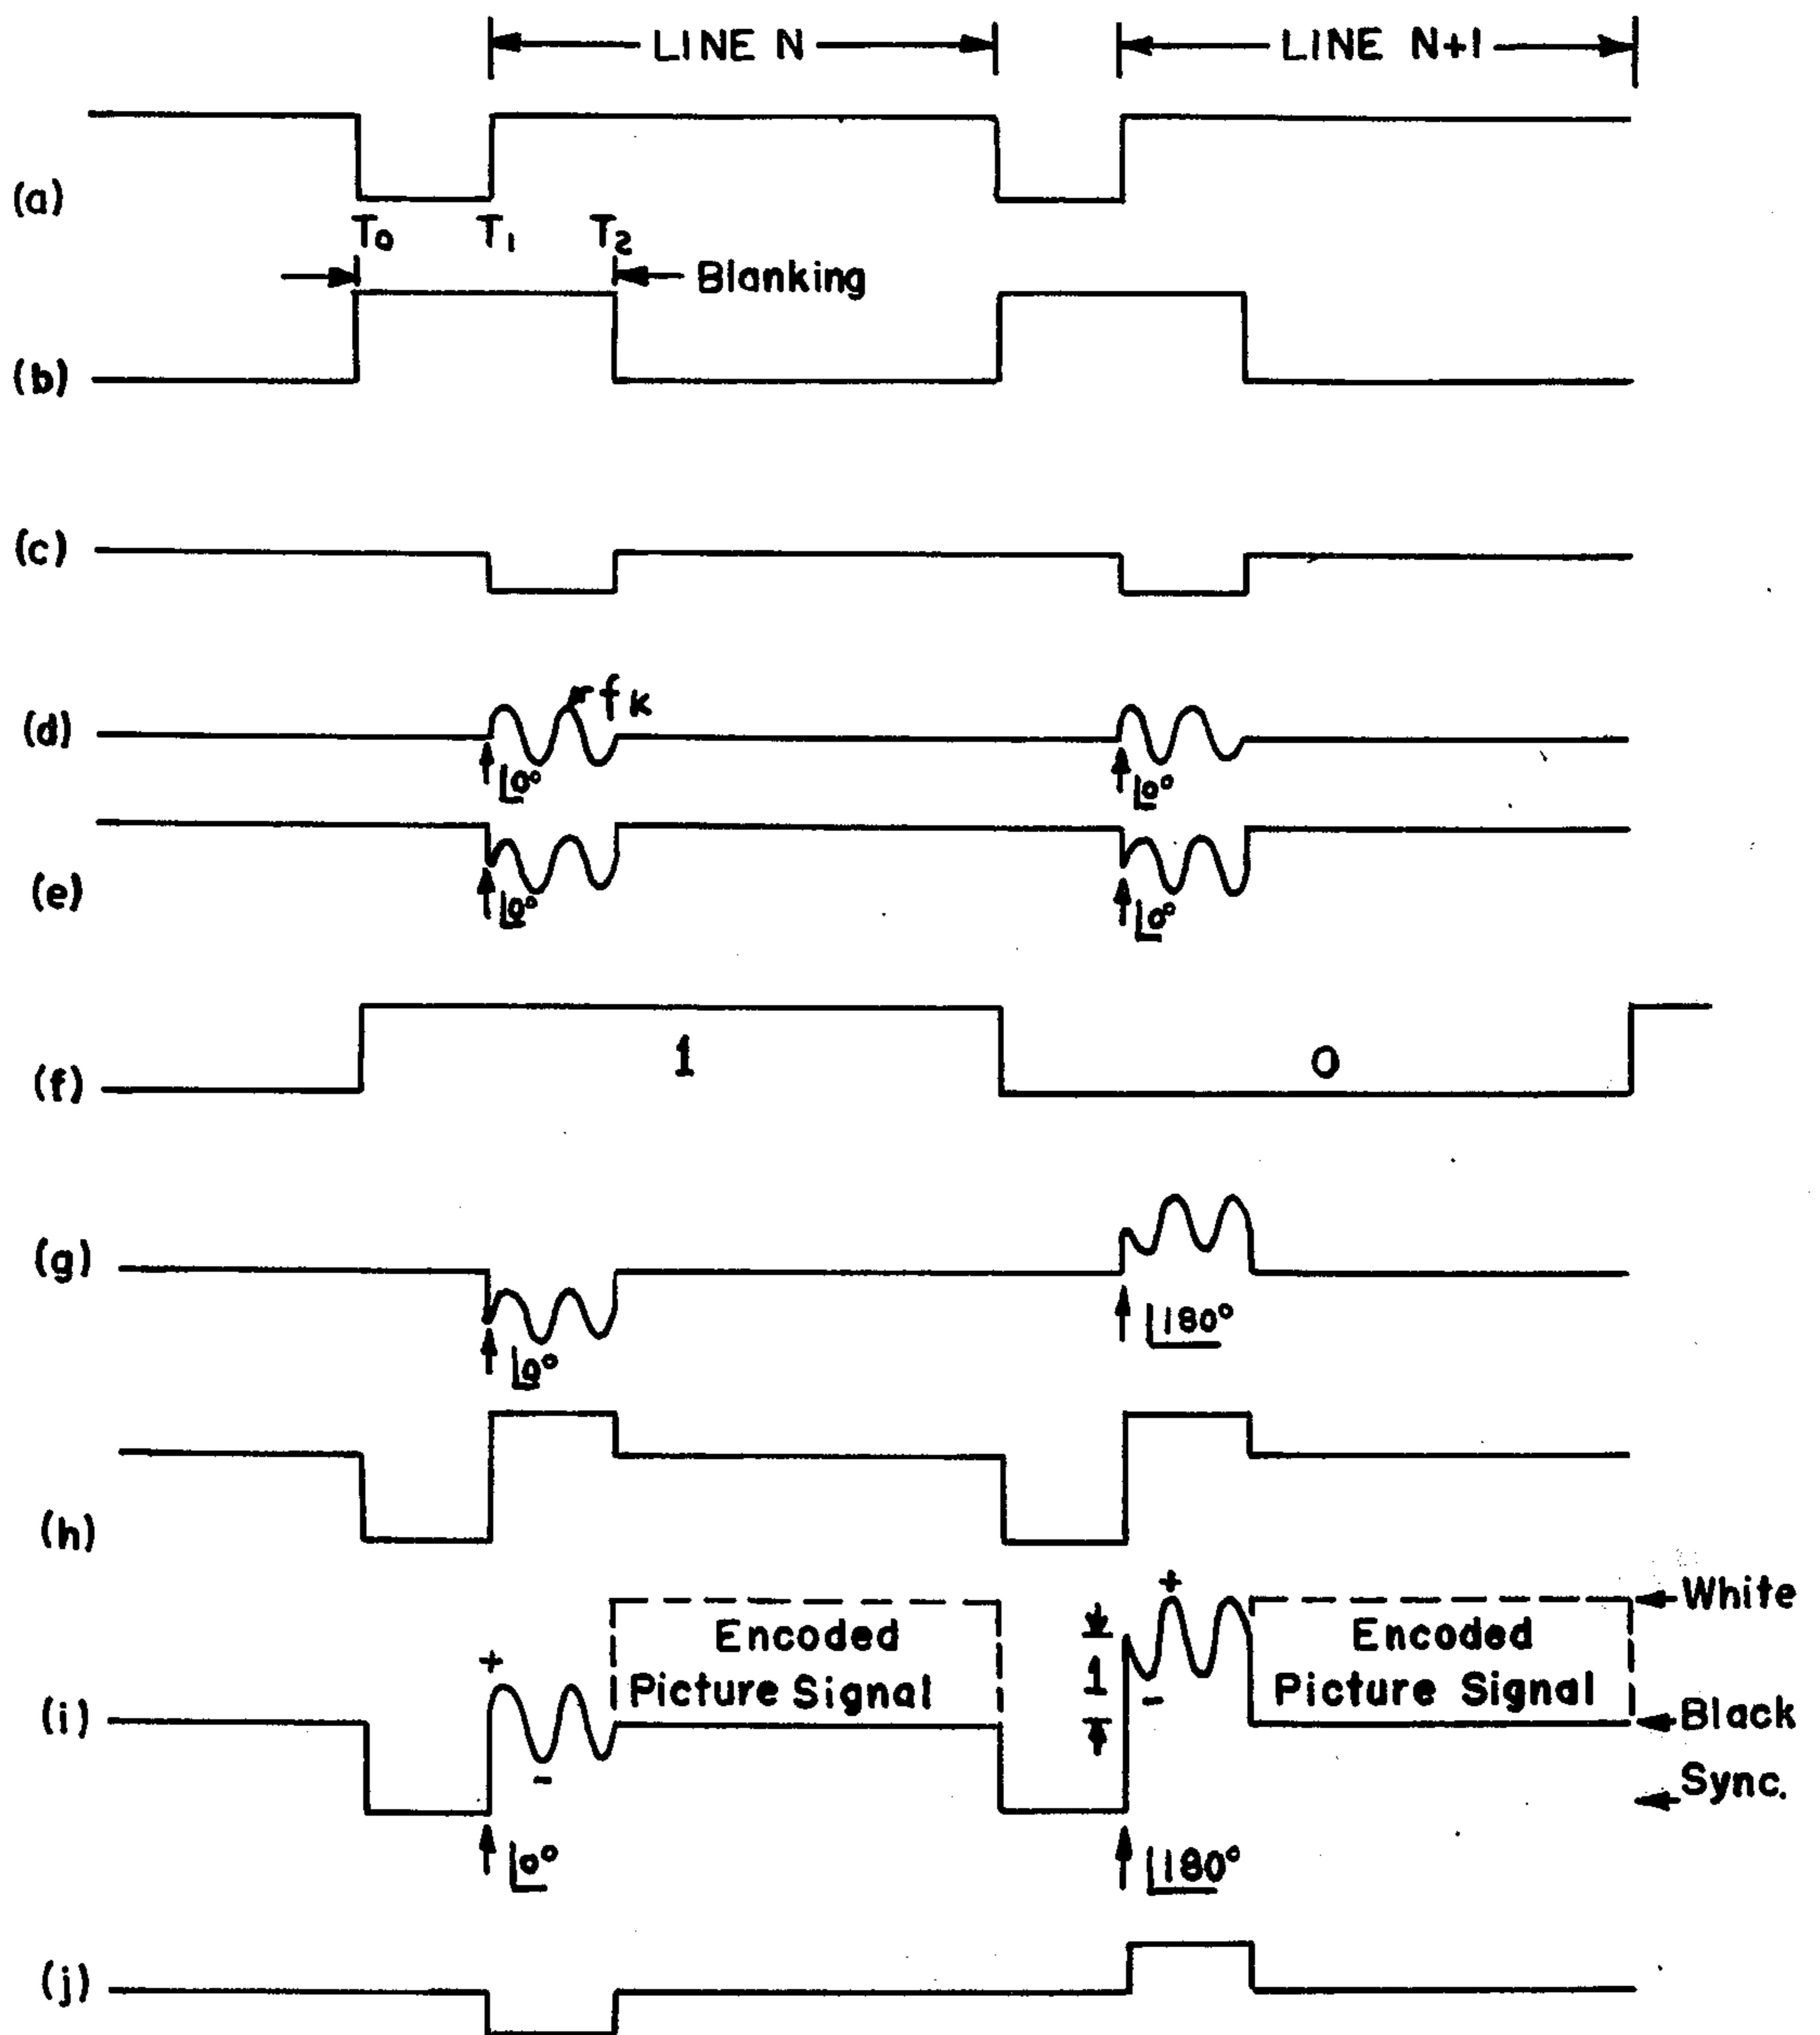 LINE N LINE N+1
(a)
T0 T1 T2
Blanking
(b)
(c)
fK
(d)
∠0° ∠0°
(e)
∠0° ∠0°
1 0
(f)
(g)
∠180°
∠0°
(h)
+ White
Encoded Encoded
+ 1
Picture Signal - Picture Signal
(i) Black
- Sync.
∠0° ∠180°
(j)